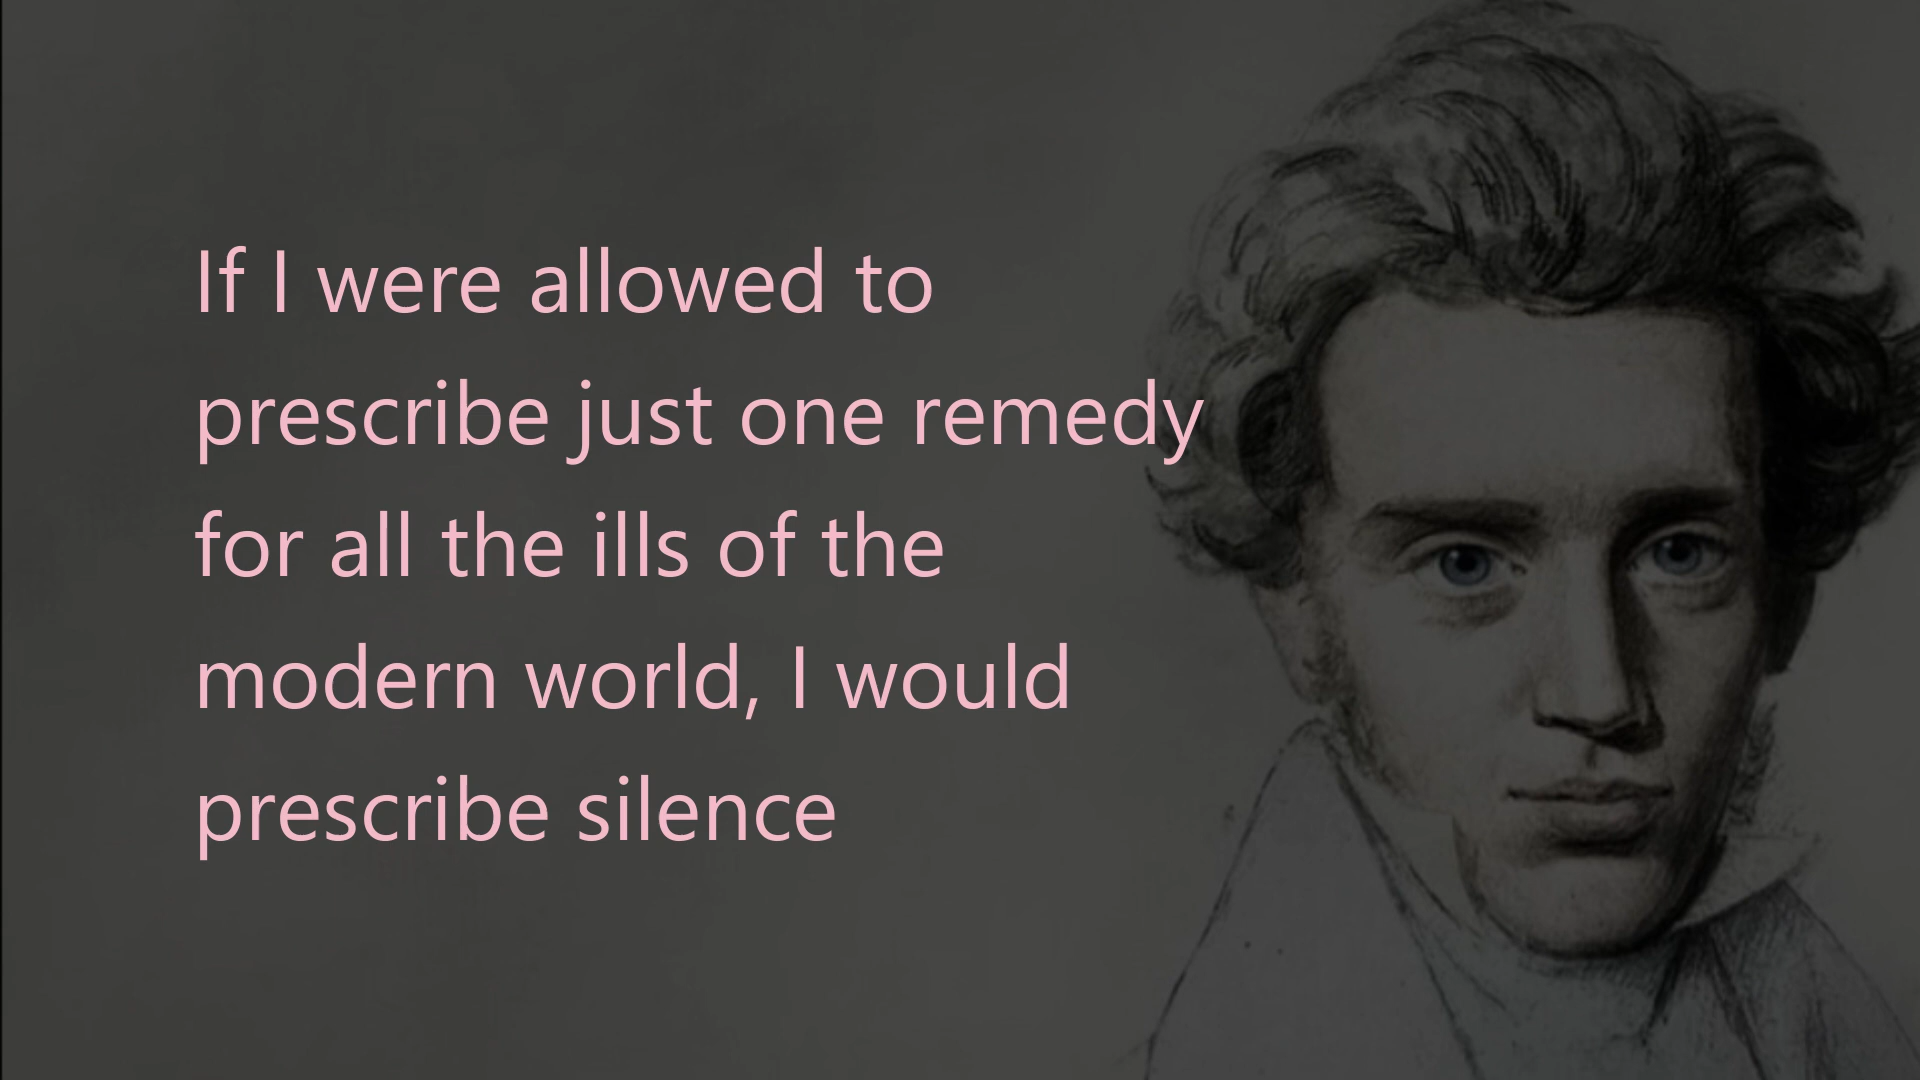 If I were allowed to
prescribe just one remedy
for all the ills of the
modern world, I would
prescribe silence